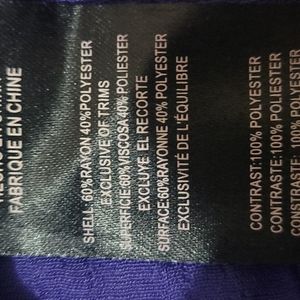 FABRIQUE EN CHINE
SHELL: 60%RAYON 40%POLYESTER
EXCLUSIVE OF TRIMS
SUPERFICIE:60%VISCOSA 40% POLIESTER
EXCLUYE EL RECORTE
SURFACE:60%RAYONNE 40% POLYESTER
EXCLUSIVITÉ DE L'ÉQUILIBRE
CONTRAST:100% POLYESTER
CONTRASTE: 100% POLIESTER
CONTRASTE: 100% POLYESTER